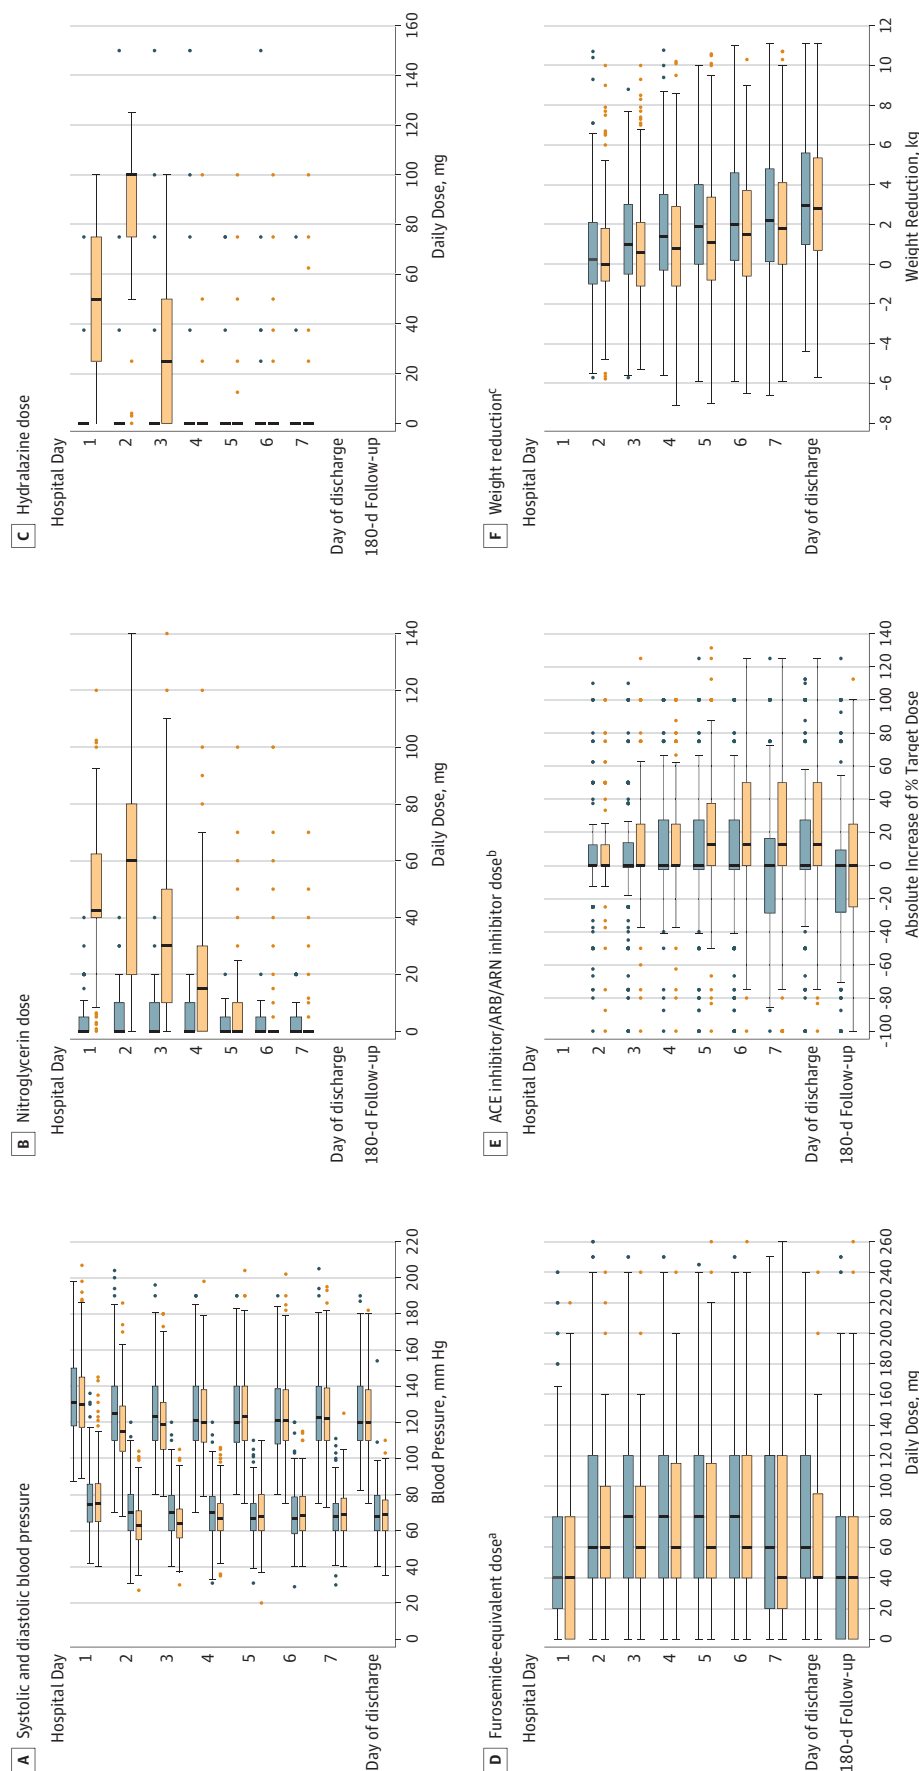 A Systolic and diastolic blood pressure
Hospital Day
1
2
3
4
5
6
7
Day of discharge
0 20 40 60 80 100 120 140 160 180 200 220
Blood Pressure, mm Hg
B Nitroglycerin dose
Hospital Day
1
2
3
4
5
6
7
Day of discharge
180-d Follow-up
0 20 40 60 80 100 120 140
Daily Dose, mg
C Hydralazine dose
Hospital Day
1
2
3
4
5
6
7
Day of discharge
180-d Follow-up
0 20 40 60 80 100 120 140 160
Daily Dose, mg
D Furosemide-equivalent dose^a
Hospital Day
1
2
3
4
5
6
7
Day of discharge
180-d Follow-up
0 20 40 60 80 100 120 140 160 180 200 220 240 260
Daily Dose, mg
E ACE inhibitor/ARB/ARN inhibitor dose^b
Hospital Day
1
2
3
4
5
6
7
Day of discharge
180-d Follow-up
-100 -80 -60 -40 -20 0 20 40 60 80 100 120 140
Absolute Increase of % Target Dose
F Weight reduction^c
Hospital Day
1
2
3
4
5
6
7
Day of discharge
-8 -6 -4 -2 0 2 4 6 8 10 12
Weight Reduction, kg